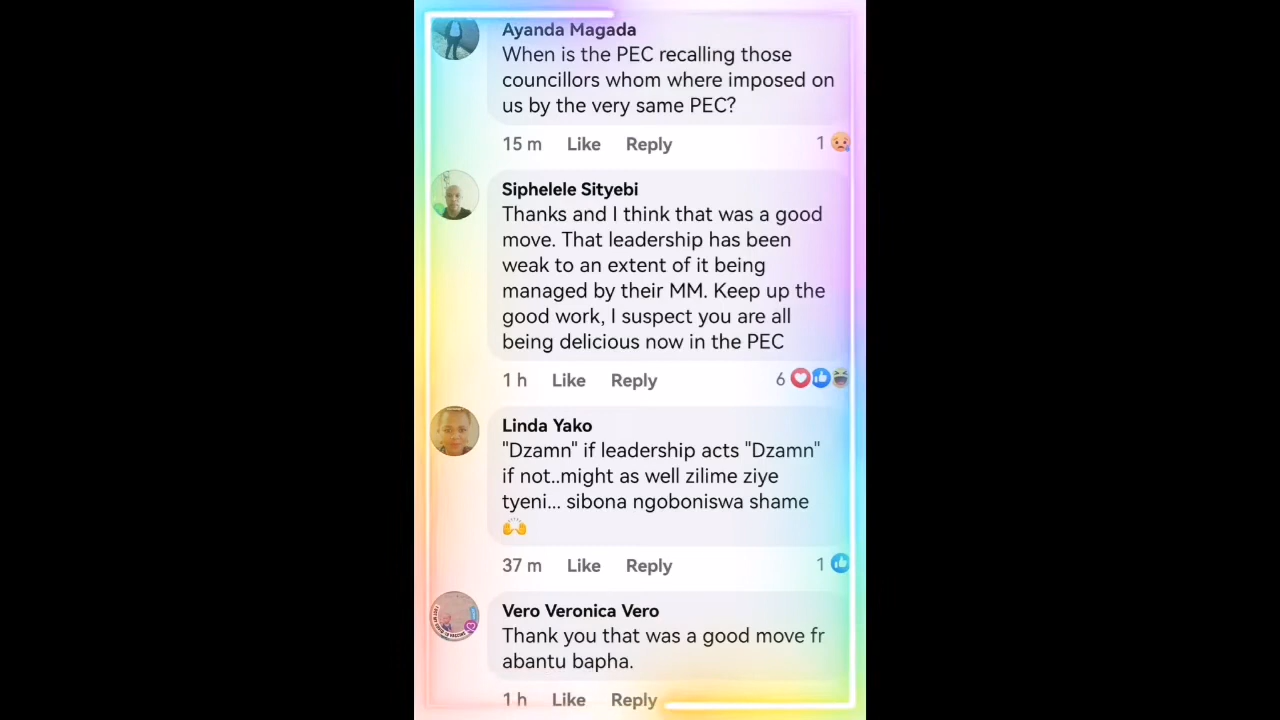 Ayanda Magada
When is the PEC recalling those
councillors whom where imposed on
us by the very same PEC?
15 m Like Reply 1
Siphelele Sityebi
Thanks and I think that was a good
move. That leadership has been
weak to an extent of it being
managed by their MM. Keep up the
good work, I suspect you are all
being delicious now in the PEC
1 h Like Reply 6
Linda Yako
"Dzamn" if leadership acts "Dzamn"
if not..might as well zilime ziye
tyeni... sibona ngoboniswa shame
🙌
37 m Like Reply 1
Vero Veronica Vero
Thank you that was a good move fr
abantu bapha.
1 h Like Reply